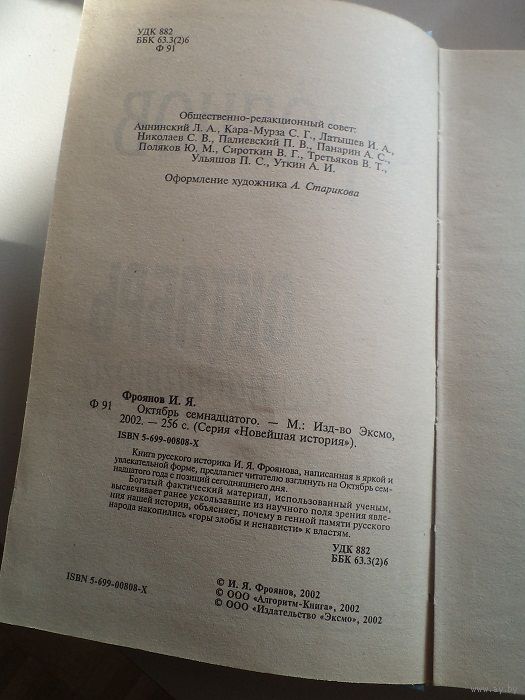 УДК 882
ББК 63.3(2)6
Ф 91
Общественно-редакционный совет:
Аннинский Л. А., Кара-Мурза С. Г., Латышев И. А.,
Николаев С. В., Палиевский П. В., Панарин А. С.,
Поляков Ю. М., Сироткин В. Г., Третьяков В. Т.,
Ульяшов П. С., Уткин А. И.
Оформление художника А. Старикова
Фроянов И. Я.
Ф 91 Октябрь семнадцатого. — М.: Изд-во Эксмо,
2002. — 256 с. (Серия «Новейшая история»).
ISBN 5-699-00808-X
Книга русского историка И. Я. Фроянова, написанная в яркой и
увлекательной форме, предлагает читателю взглянуть на Октябрь сем-
надцатого года с позиций сегодняшнего дня.
Богатый фактический материал, использованный ученым,
высвечивает ранее ускользавшие из научного поля зрения явле-
ния нашей истории, объясняет, почему в генной памяти русского
народа накопились «горы злобы и ненависти» к властям.
УДК 882
ББК 63.3(2)6
ISBN 5-699-00808-X
© И. Я. Фроянов, 2002
© ООО «Алгоритм-Книга», 2002
© ООО «Издательство «Эксмо», 2002
www.ay.by